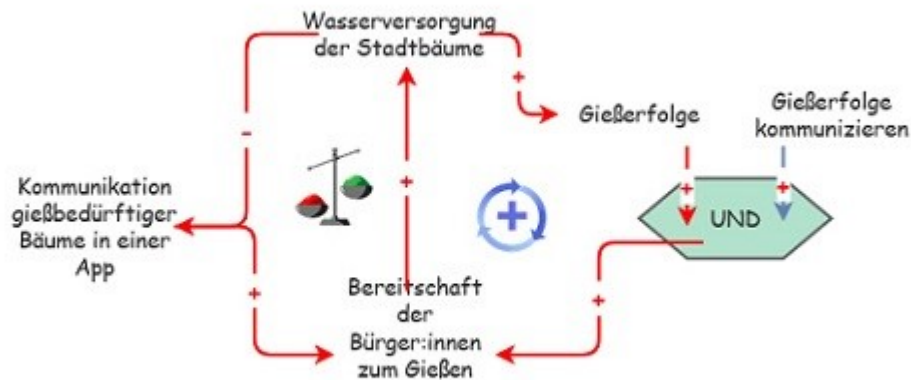 Wasserversorgung
der Stadtbäume
+
Gießerfolge
Gießerfolge
kommunizieren
-
+
+
+
+
UND
Kommunikation
gießbedürftiger
Bäume in einer
App
+
+
Bereitschaft
der
Bürger:innen
zum Gießen